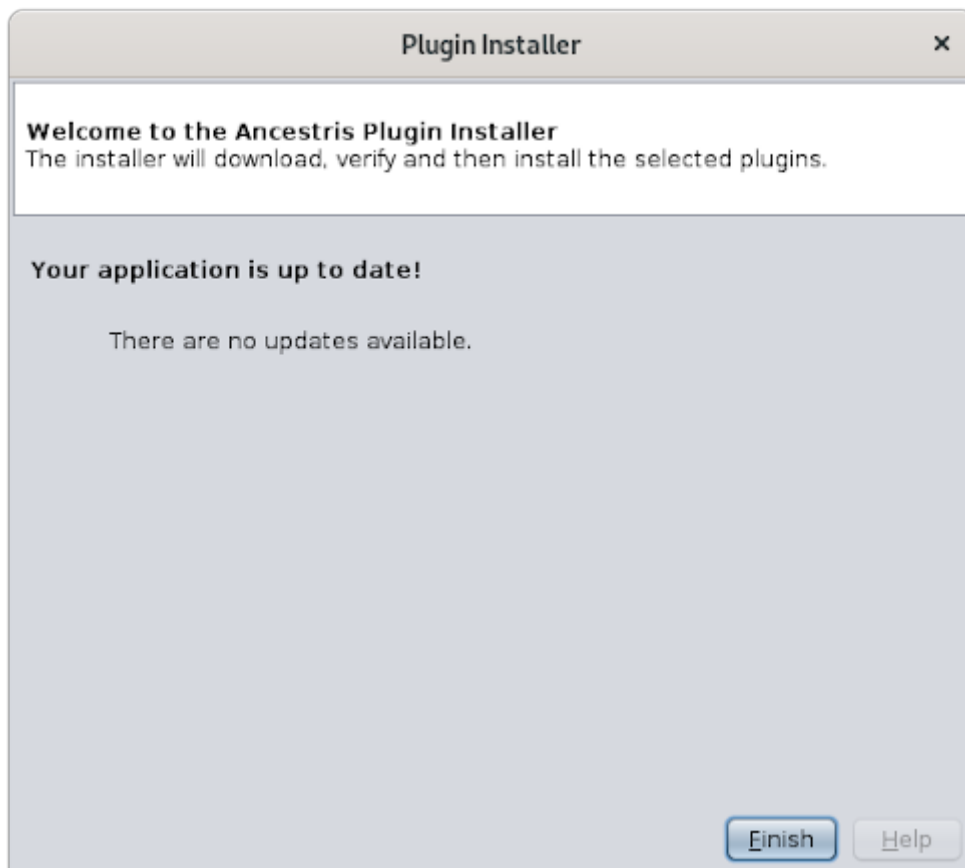 Plugin Installer
Welcome to the Ancestris Plugin Installer
The installer will download, verify and then install the selected plugins.
Your application is up to date!
There are no updates available.
Finish
Help